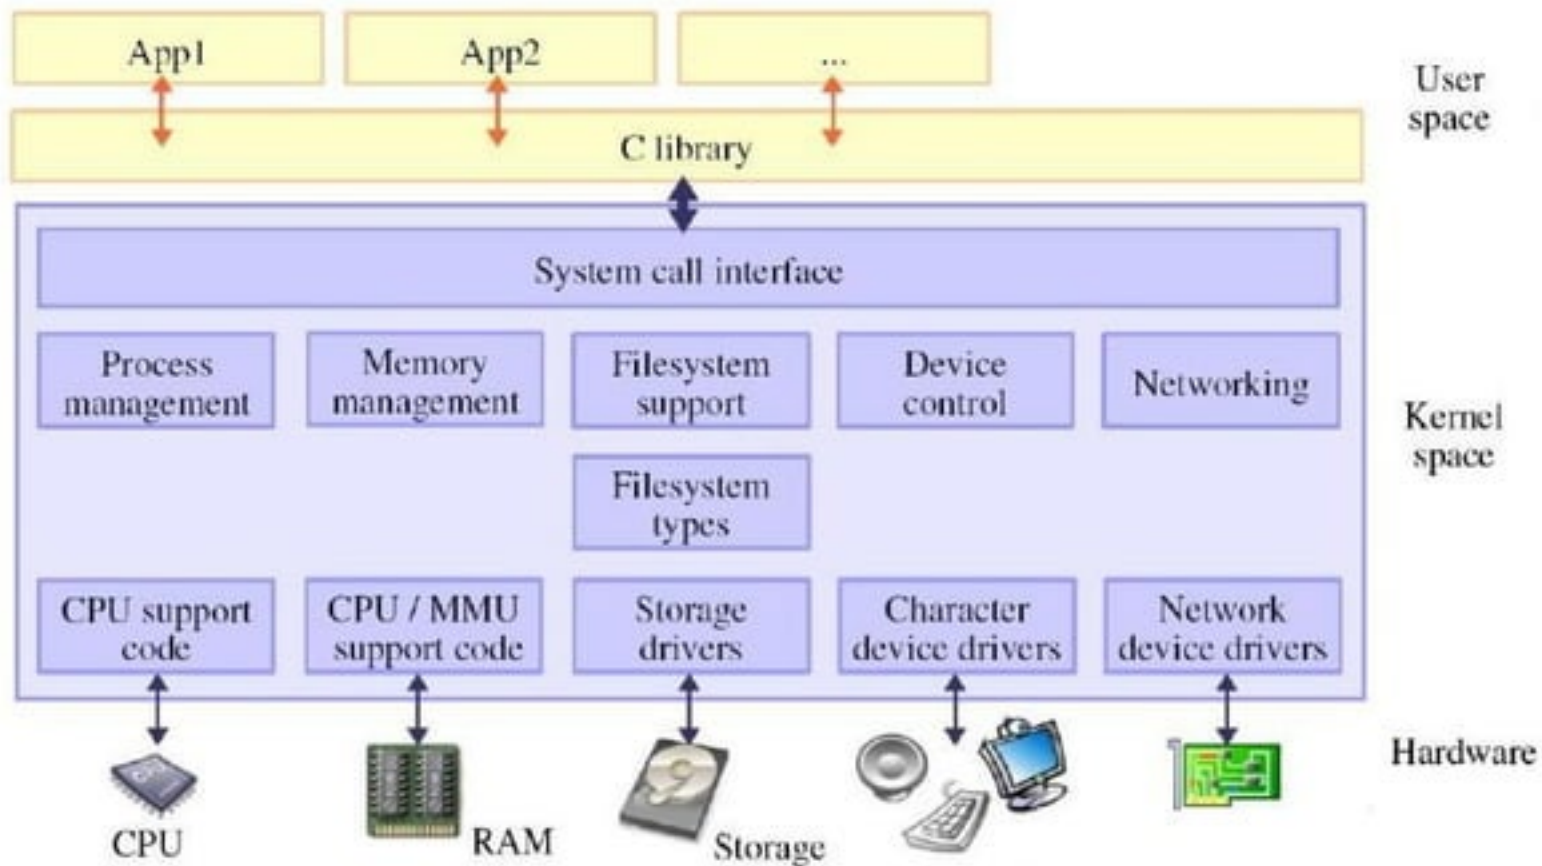 App1
App2
...
User
space
C library
System call interface
Process
management
Memory
management
Filesystem
support
Device
control
Networking
Kernel
space
Filesystem
types
CPU support
code
CPU / MMU
support code
Storage
drivers
Character
device drivers
Network
device drivers
Hardware
CPU
RAM
Storage